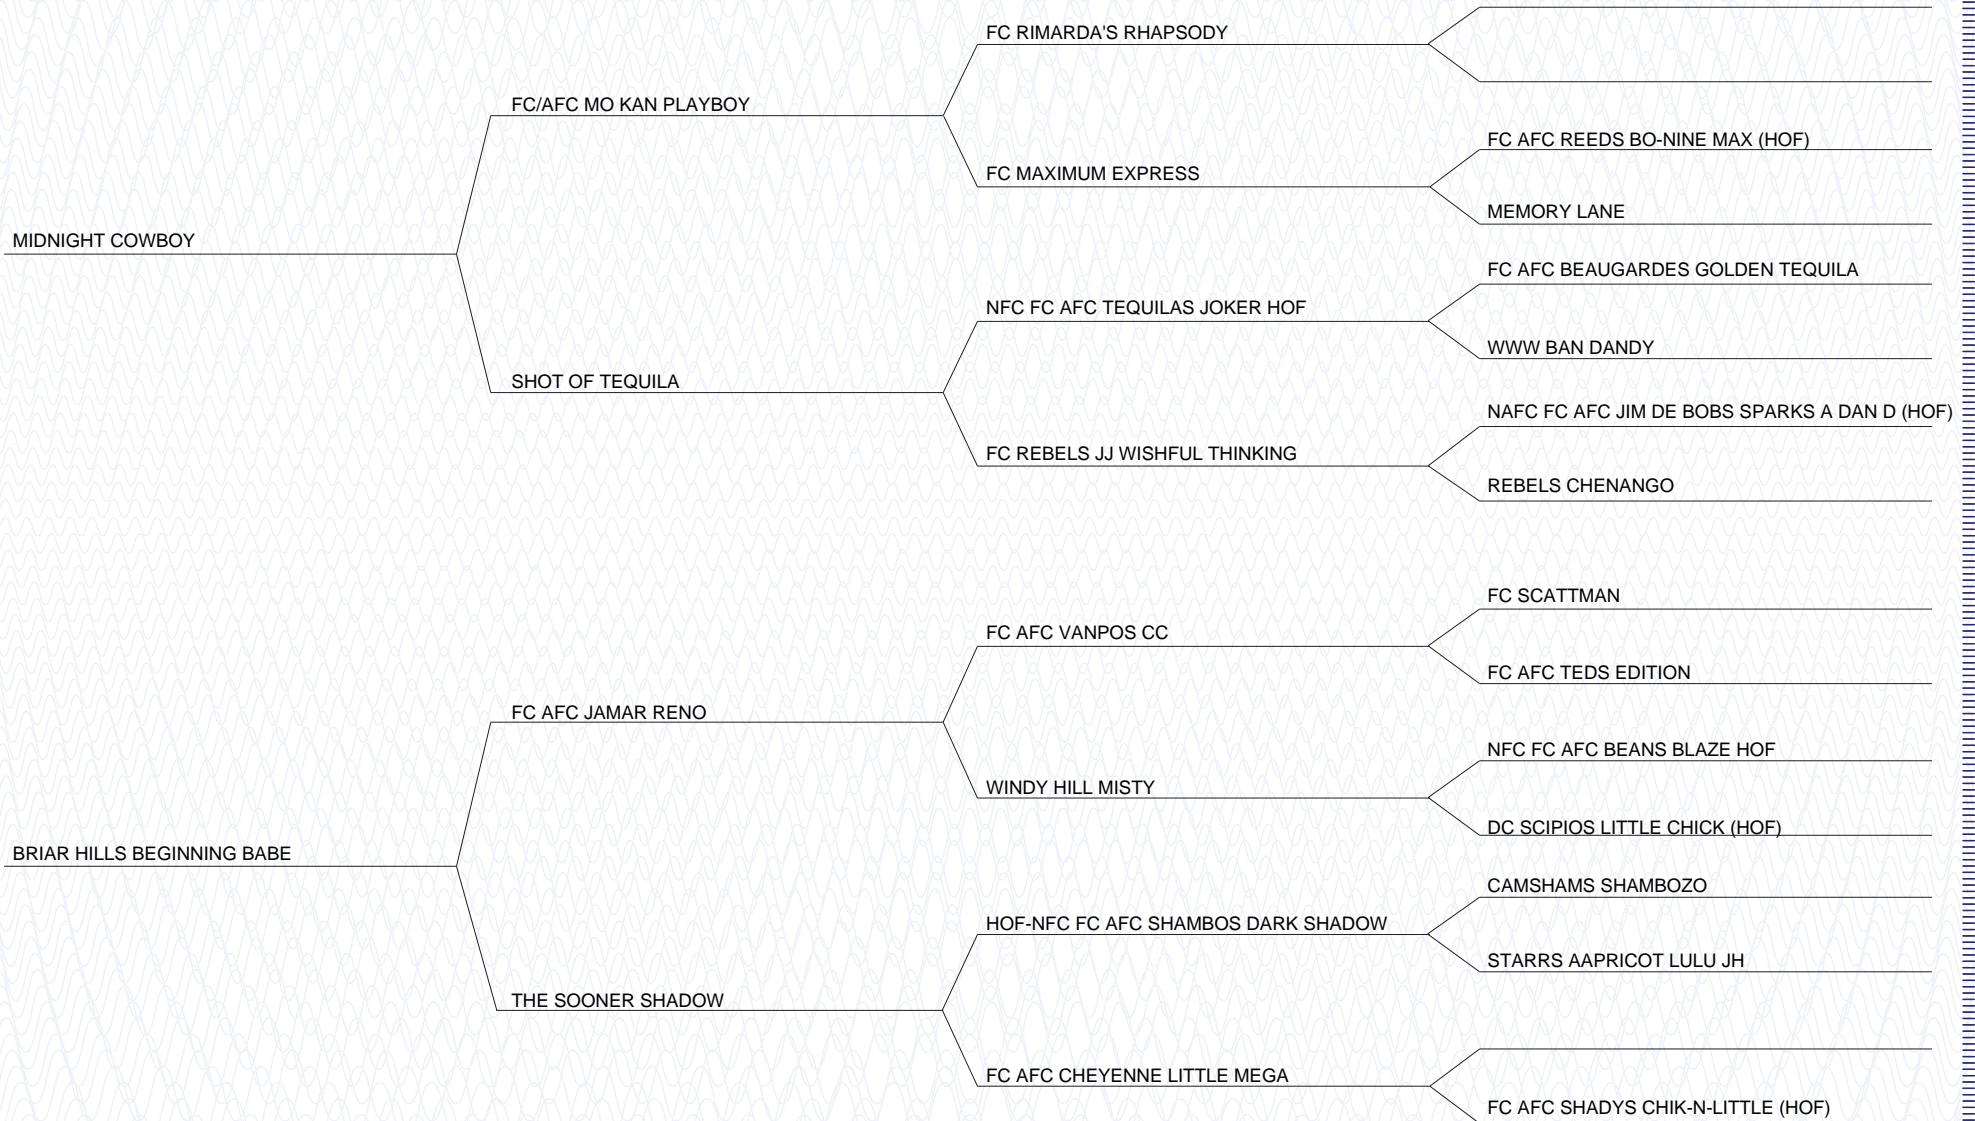 FC RIMARDA'S RHAPSODY
FC/AFC MO KAN PLAYBOY
FC AFC REEDS BO-NINE MAX (HOF)
FC MAXIMUM EXPRESS
MEMORY LANE
MIDNIGHT COWBOY
FC AFC BEAUGARDES GOLDEN TEQUILA
NFC FC AFC TEQUILAS JOKER HOF
WWW BAN DANDY
SHOT OF TEQUILA
NAFC FC AFC JIM DE BOBS SPARKS A DAN D (HOF)
FC REBELS JJ WISHFUL THINKING
REBELS CHENANGO
FC SCATTMAN
FC AFC VANPOS CC
FC AFC TEDS EDITION
FC AFC JAMAR RENO
NFC FC AFC BEANS BLAZE HOF
WINDY HILL MISTY
DC SCIPIOS LITTLE CHICK (HOF)
BRIAR HILLS BEGINNING BABE
CAMSHAMS SHAMBOZO
HOF-NFC FC AFC SHAMBOS DARK SHADOW
STARRS AAPRICOT LULU JH
THE SOONER SHADOW
FC AFC CHEYENNE LITTLE MEGA
FC AFC SHADYS CHIK-N-LITTLE (HOF)